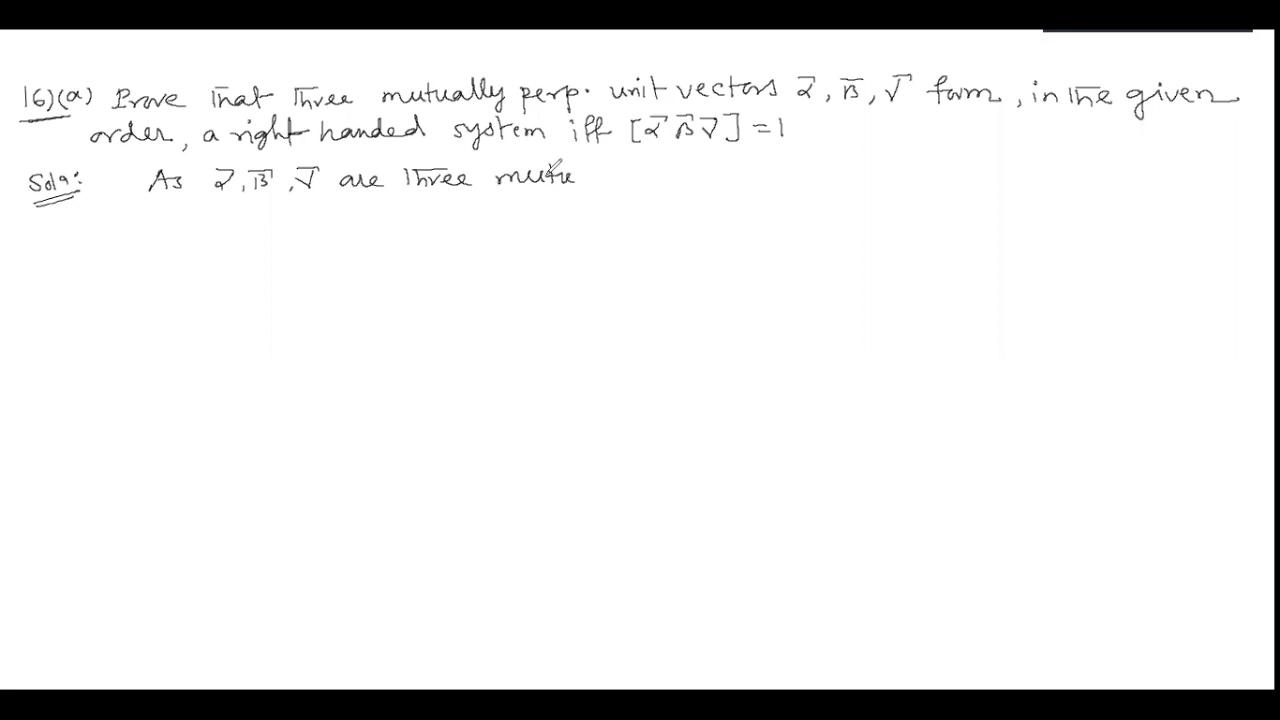 16)(a) Prove that three mutually perp. unit vectors α⃗, β⃗, γ⃗ form, in the given
order, a right handed system iff [α⃗ β⃗ γ⃗] = 1
Solⁿ: As α⃗, β⃗, γ⃗ are three mutu